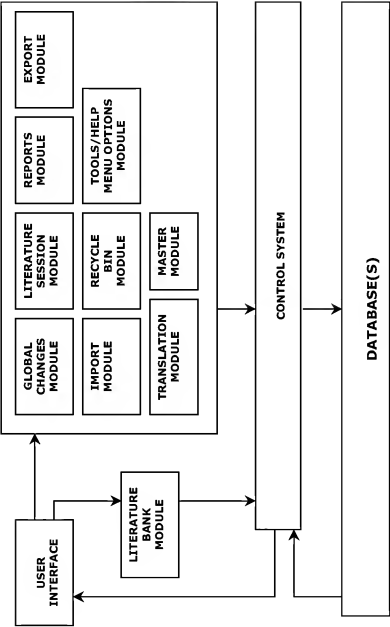 USER
INTERFACE
LITERATURE
BANK
MODULE
GLOBAL
CHANGES
MODULE
LITERATURE
SESSION
MODULE
REPORTS
MODULE
EXPORT
MODULE
IMPORT
MODULE
RECYCLE
BIN
MODULE
TOOLS/HELP
MENU OPTIONS
MODULE
TRANSLATION
MODULE
MASTER
MODULE
CONTROL SYSTEM
DATABASE(S)